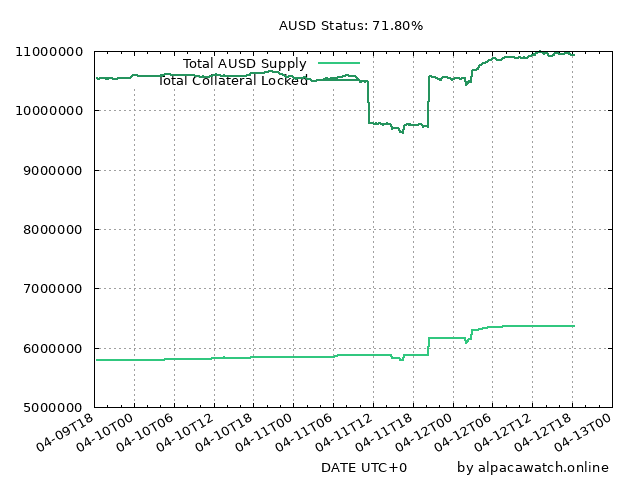 AUSD Status: 71.80%
11000000
10000000
9000000
8000000
7000000
6000000
5000000
Total AUSD Supply
Total Collateral Locked
04-09T18
04-10T00
04-10T06
04-10T12
04-10T18
04-11T00
04-11T06
04-11T12
04-11T18
04-12T00
04-12T06
04-12T12
04-12T18
04-13T00
DATE UTC+0
by alpacawatch.online